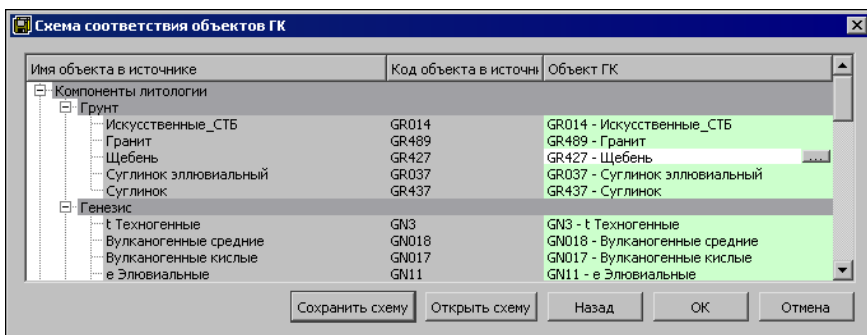 Схема соответствия объектов ГК
Имя объекта в источнике Код объекта в источни Объект ГК
Компоненты литологии
Грунт
Искусственные_СТБ GR014 GR014 - Искусственные_СТБ
Гранит GR489 GR489 - Гранит
Щебень GR427 GR427 - Щебень ...
Суглинок эллювиальный GR037 GR037 - Суглинок эллювиальный
Суглинок GR437 GR437 - Суглинок
Генезис
t Техногенные GN3 GN3 - t Техногенные
Вулканогенные средние GN018 GN018 - Вулканогенные средние
Вулканогенные кислые GN017 GN017 - Вулканогенные кислые
e Элювиальные GN11 GN11 - e Элювиальные
Сохранить схему Открыть схему Назад ОК Отмена